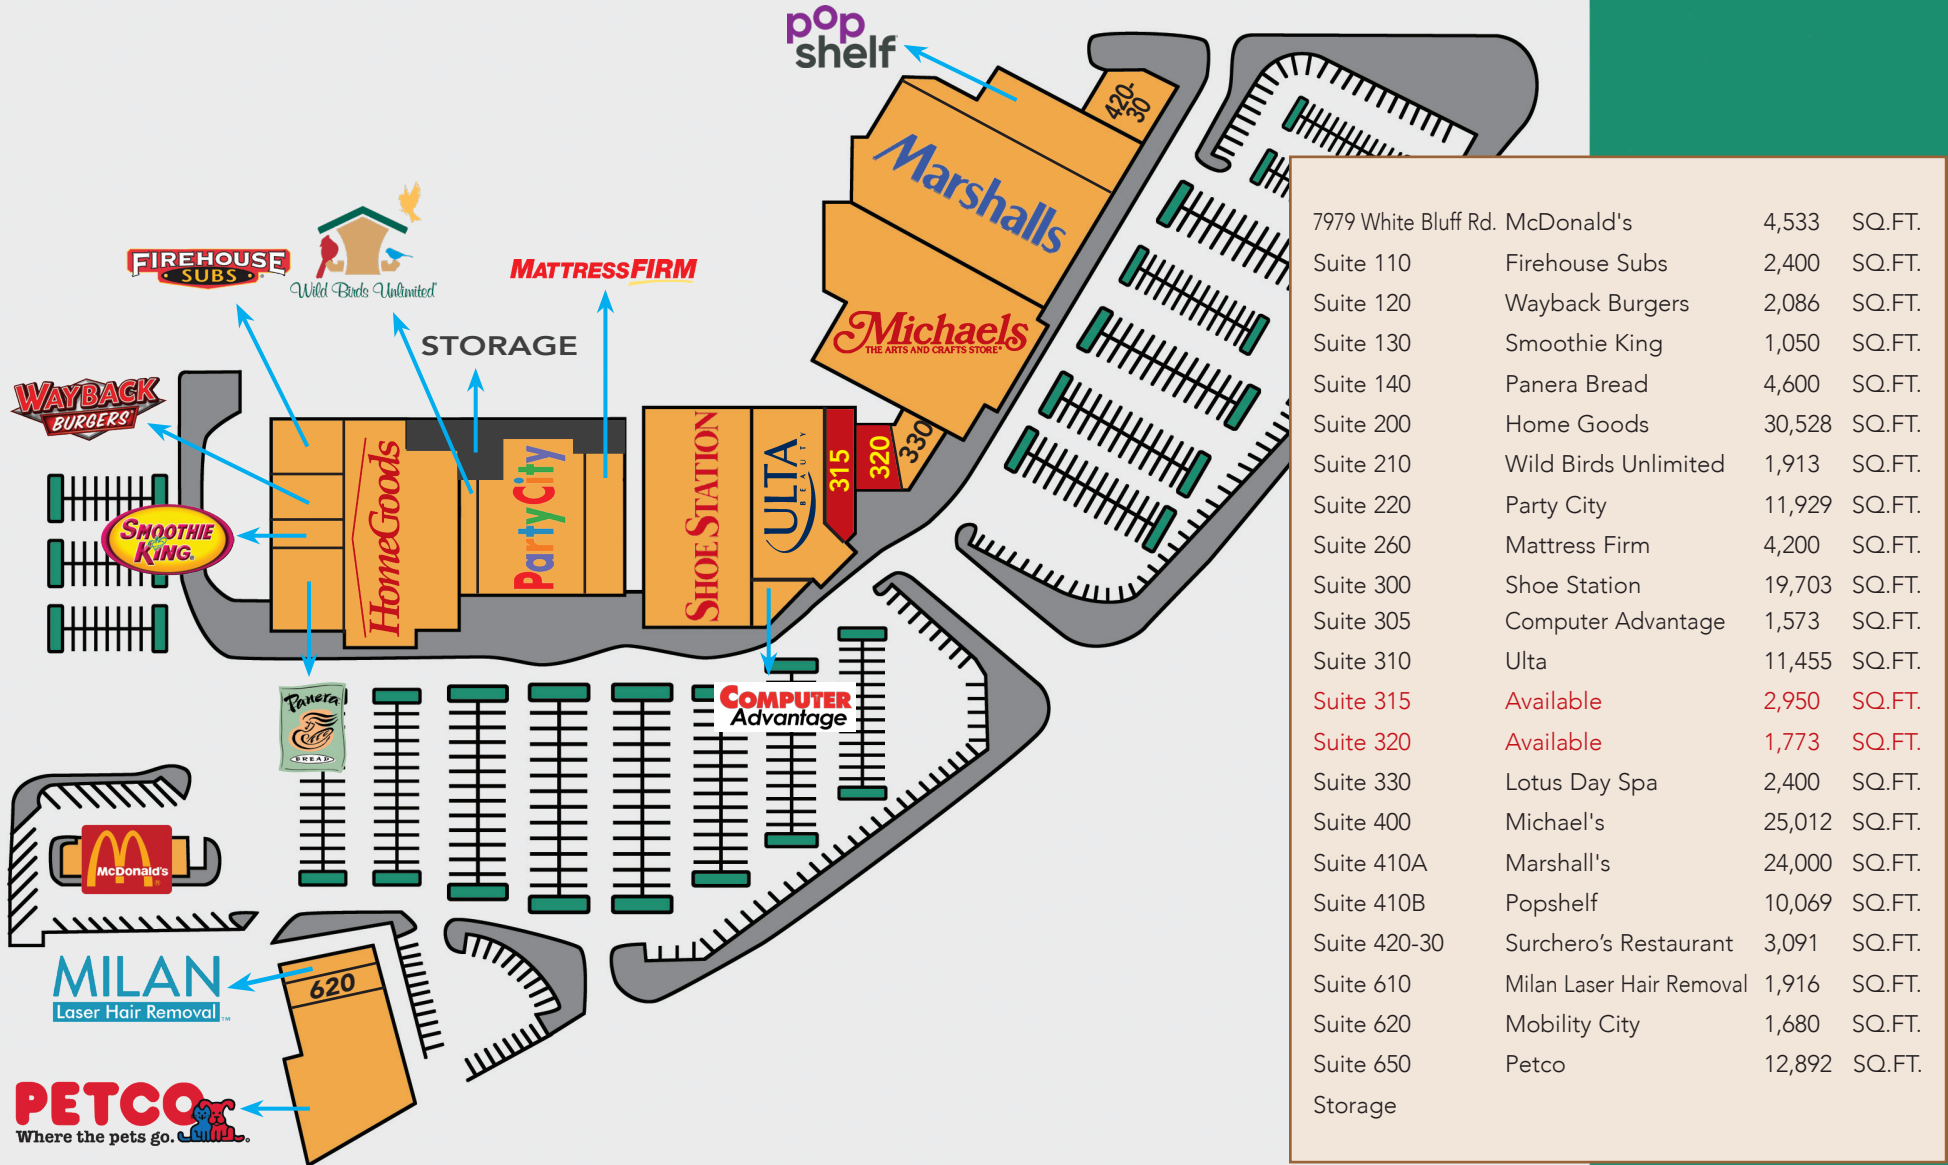 pOp
shelf
420-
30
Marshalls
FIREHOUSE
SUBS
Wild Birds Unlimited
MATTRESSFIRM
STORAGE
Michaels
THE ARTS AND CRAFTS STORE
WAYBACK
BURGERS
HomeGoods
PartyCity
SHOE STATION
ULTA
BEAUTY
315
320
330
SMOOTHIE
KING
Panera
BREAD
COMPUTER
Advantage
McDonald's
MILAN
Laser Hair Removal
620
PETCO
Where the pets go.
7979 White Bluff Rd. McDonald's 4,533 SQ.FT.
Suite 110 Firehouse Subs 2,400 SQ.FT.
Suite 120 Wayback Burgers 2,086 SQ.FT.
Suite 130 Smoothie King 1,050 SQ.FT.
Suite 140 Panera Bread 4,600 SQ.FT.
Suite 200 Home Goods 30,528 SQ.FT.
Suite 210 Wild Birds Unlimited 1,913 SQ.FT.
Suite 220 Party City 11,929 SQ.FT.
Suite 260 Mattress Firm 4,200 SQ.FT.
Suite 300 Shoe Station 19,703 SQ.FT.
Suite 305 Computer Advantage 1,573 SQ.FT.
Suite 310 Ulta 11,455 SQ.FT.
Suite 315 Available 2,950 SQ.FT.
Suite 320 Available 1,773 SQ.FT.
Suite 330 Lotus Day Spa 2,400 SQ.FT.
Suite 400 Michael's 25,012 SQ.FT.
Suite 410A Marshall's 24,000 SQ.FT.
Suite 410B Popshelf 10,069 SQ.FT.
Suite 420-30 Surchero’s Restaurant 3,091 SQ.FT.
Suite 610 Milan Laser Hair Removal 1,916 SQ.FT.
Suite 620 Mobility City 1,680 SQ.FT.
Suite 650 Petco 12,892 SQ.FT.
Storage